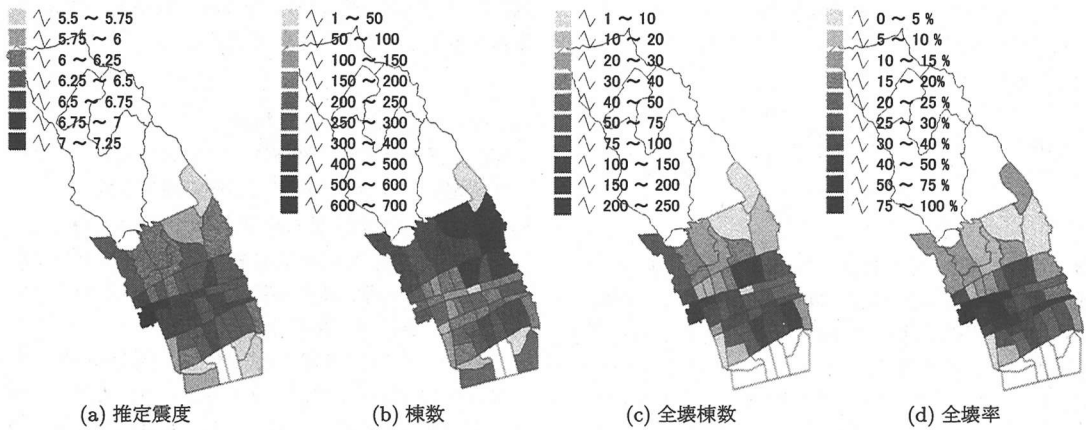 5.5 ～ 5.75
5.75 ～ 6
6 ～ 6.25
6.25 ～ 6.5
6.5 ～ 6.75
6.75 ～ 7
7 ～ 7.25
(a) 推定震度
1 ～ 50
50 ～ 100
100 ～ 150
150 ～ 200
200 ～ 250
250 ～ 300
300 ～ 400
400 ～ 500
500 ～ 600
600 ～ 700
(b) 棟数
1 ～ 10
10 ～ 20
20 ～ 30
30 ～ 40
40 ～ 50
50 ～ 75
75 ～ 100
100 ～ 150
150 ～ 200
200 ～ 250
(c) 全壊棟数
0 ～ 5 %
5 ～ 10 %
10 ～ 15%
15 ～ 20%
20 ～ 25 %
25 ～ 30 %
30 ～ 40 %
40 ～ 50 %
50 ～ 75 %
75 ～ 100 %
(d) 全壊率